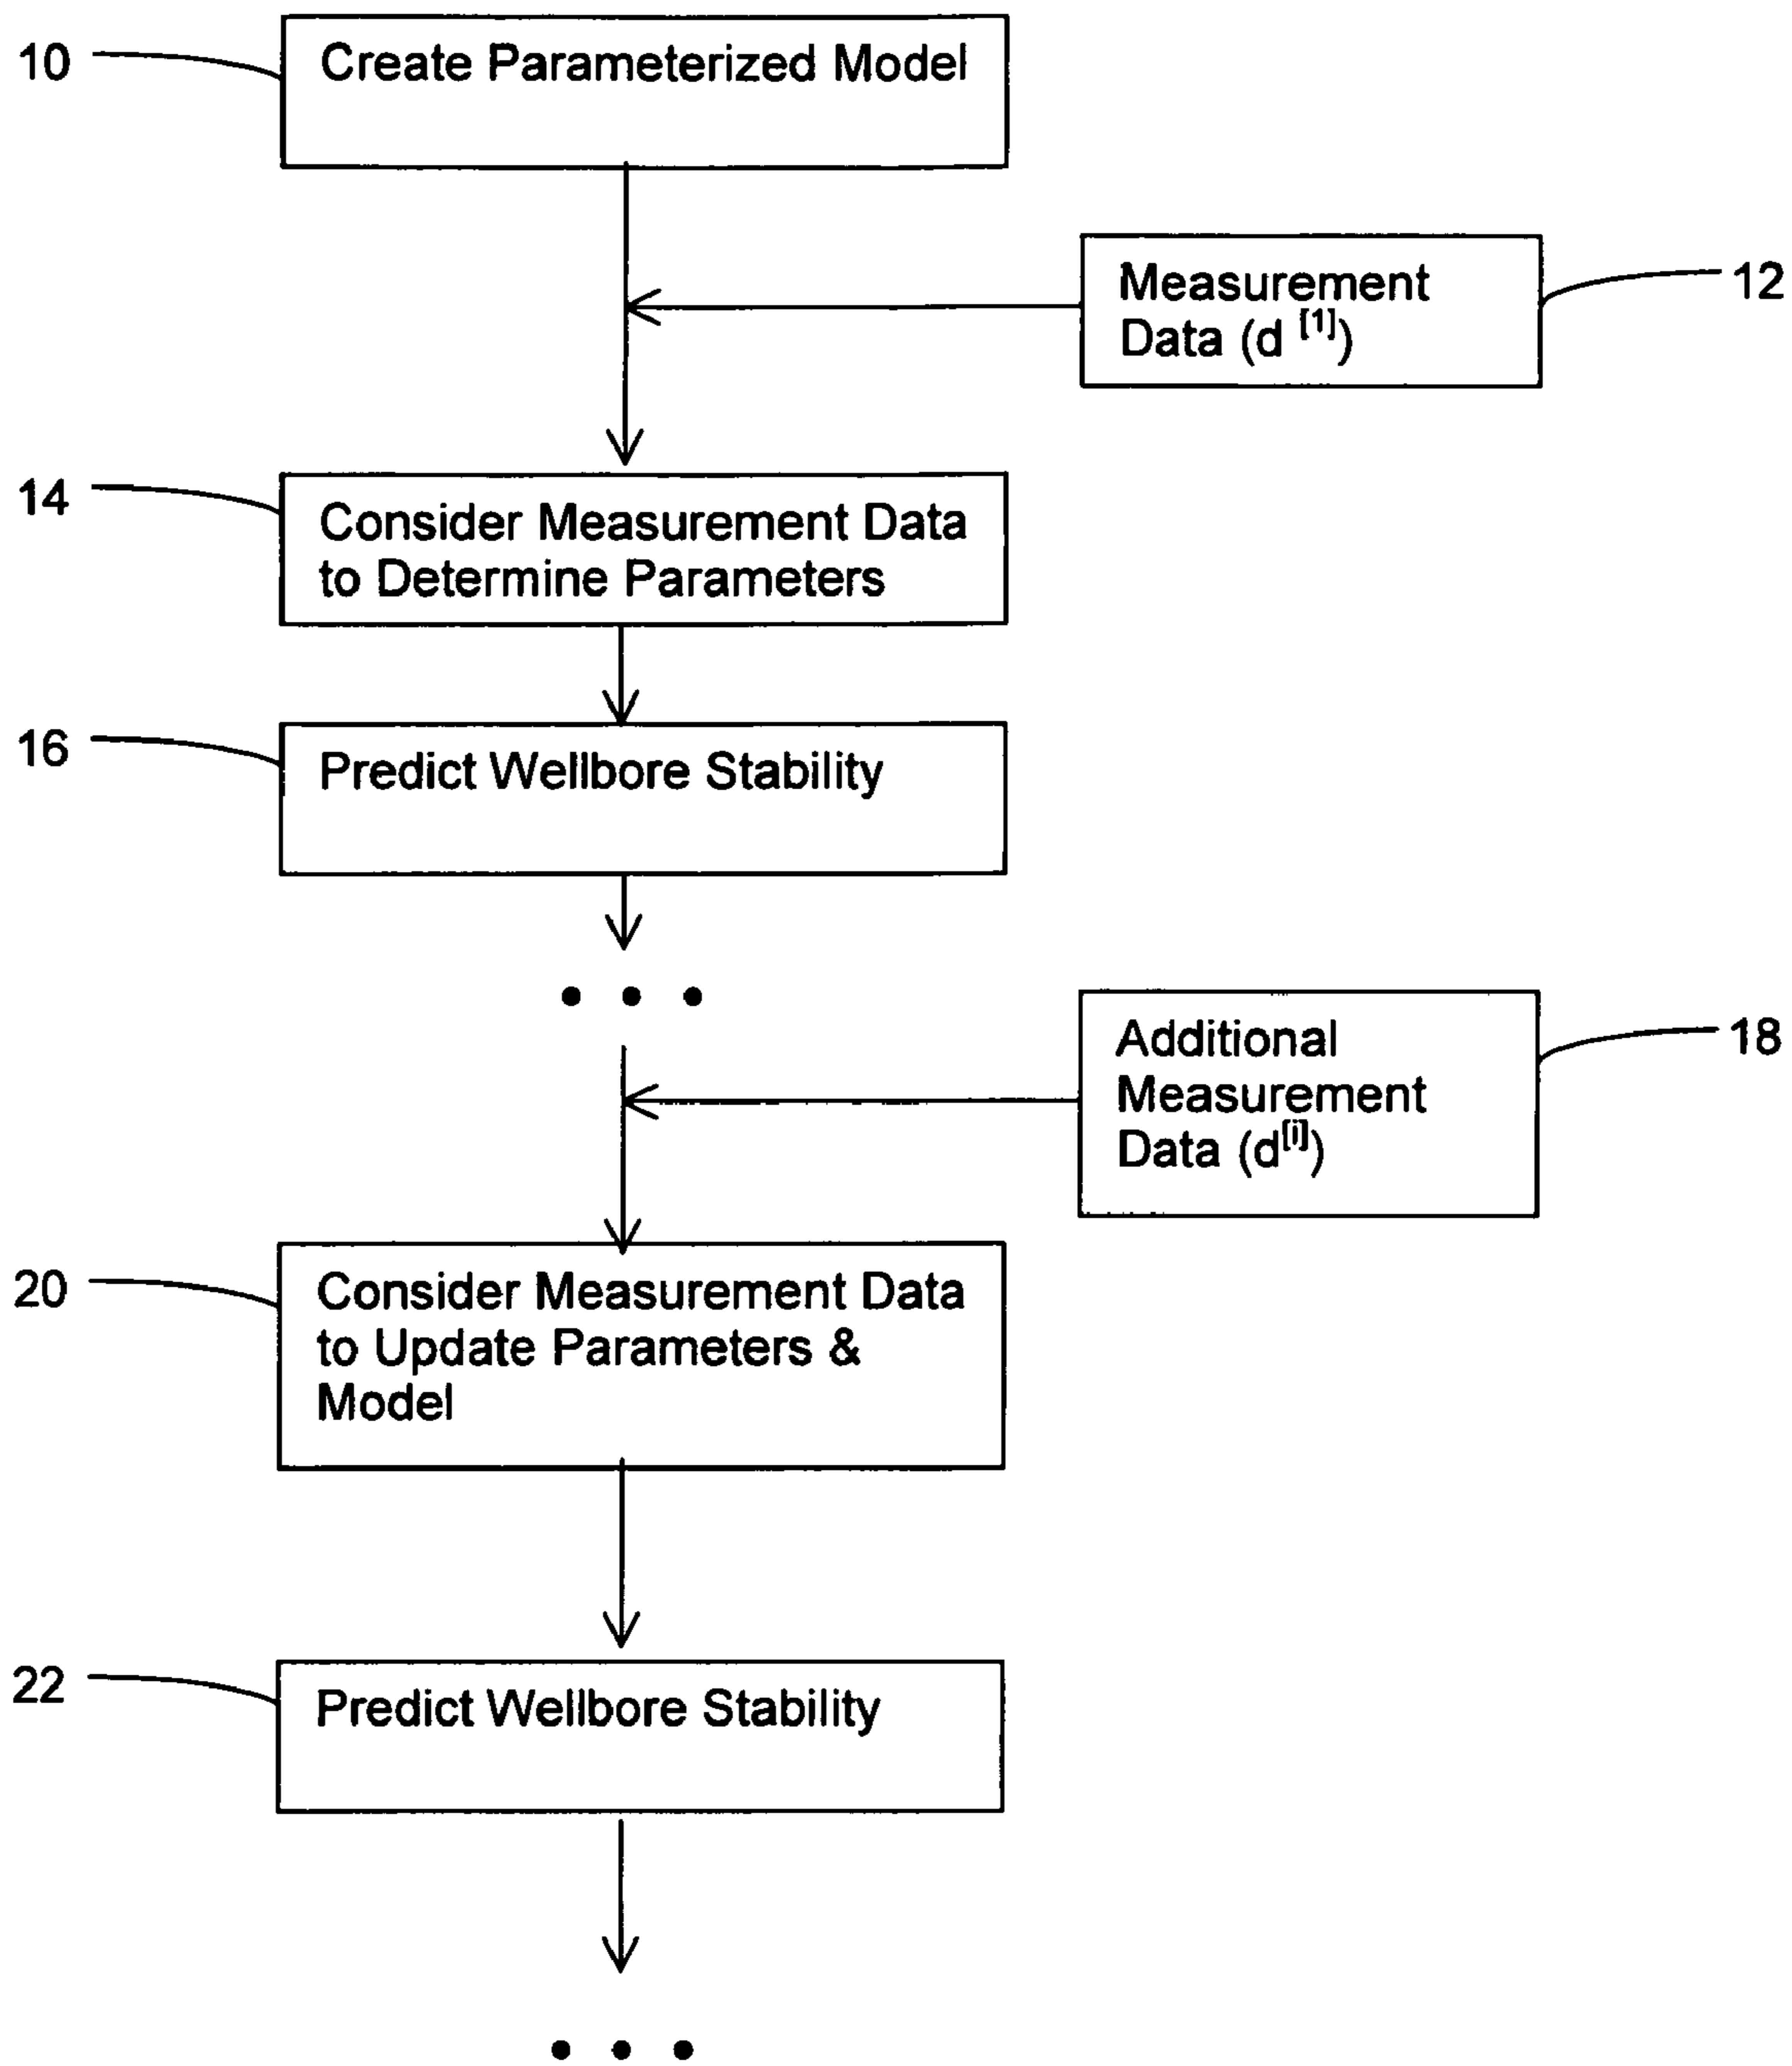 10
Create Parameterized Model
Measurement
Data (d [1])
12
14
Consider Measurement Data
to Determine Parameters
16
Predict Wellbore Stability
• • •
Additional
Measurement
Data (d[i])
18
20
Consider Measurement Data
to Update Parameters &
Model
22
Predict Wellbore Stability
• • •